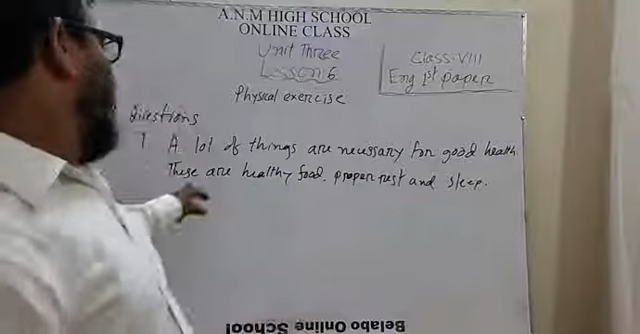 A.N.M HIGH SCHOOL
ONLINE CLASS
Unit Three
Lesson 6
Class-VIII
Eng 1st paper
Physical exercise
Questions
1 A lot of things are necessary for good health
These are healthy food. proper rest and sleep.
Belabo Online School